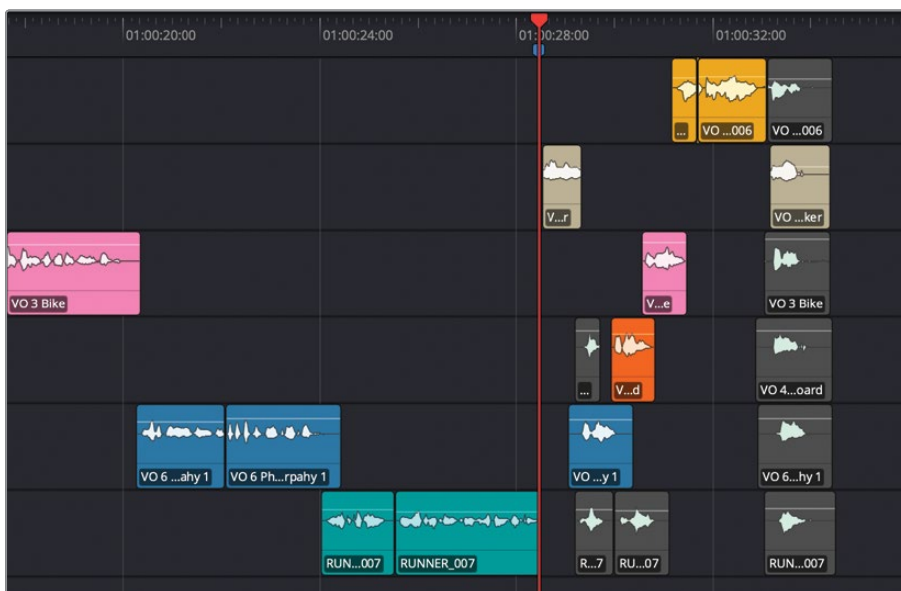 01:00:20:00 01:00:24:00 01:00:28:00 01:00:32:00
... VO ...006 VO ...006
V...r VO ...ker
VO 3 Bike V...e VO 3 Bike
... V...d VO 4...oard
VO 6 ...ahy 1 VO 6 Ph...rpahy 1 VO ...y 1 VO 6...hy 1
RUN...007 RUNNER_007 R...7 RU...07 RUN...007